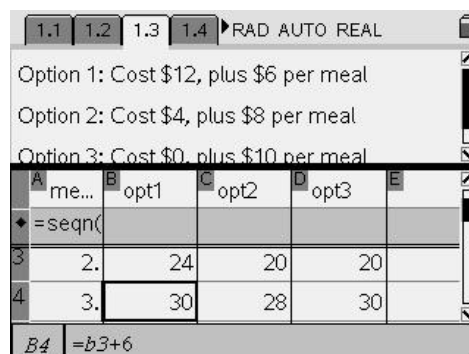 1.1 1.2 1.3 1.4 RAD AUTO REAL
Option 1: Cost $12, plus $6 per meal
Option 2: Cost $4, plus $8 per meal
Option 3: Cost $0, plus $10 per meal
A me... B opt1 C opt2 D opt3 E
♦ =seqn(
3 2. 24 20 20
4 3. 30 28 30
B4 =b3+6